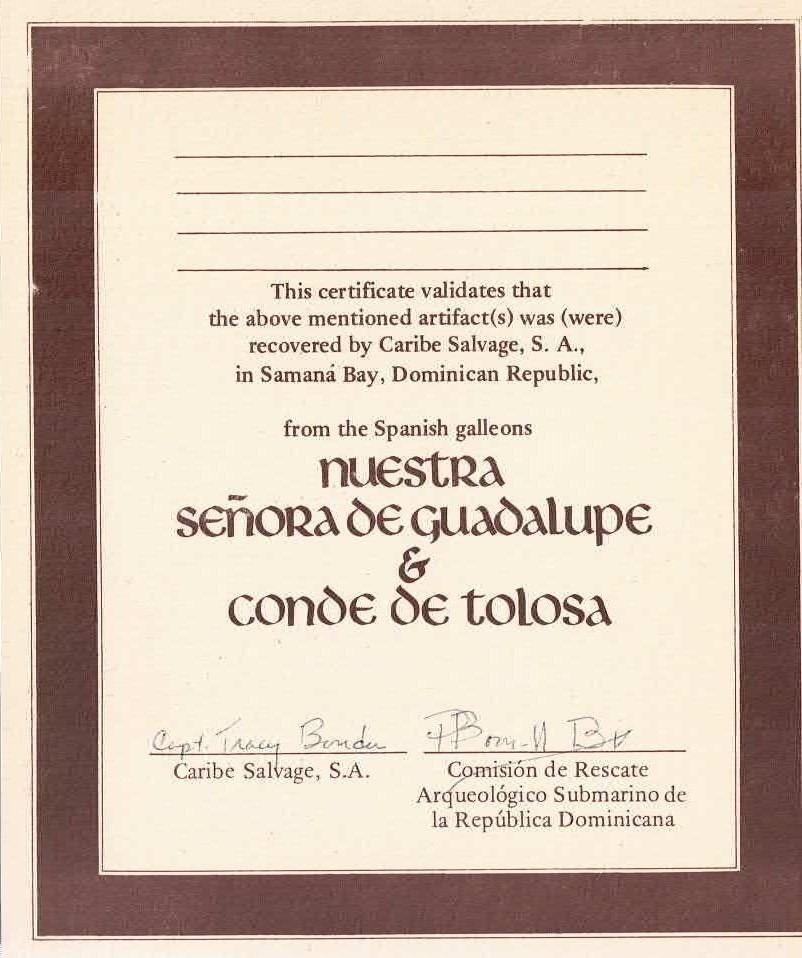 This certificate validates that
the above mentioned artifact(s) was (were)
recovered by Caribe Salvage, S. A.,
in Samaná Bay, Dominican Republic,
from the Spanish galleons
nuestra
señora de guadalupe
&
conde de tolosa
Capt. Tracy
Caribe Salvage, S.A.
Comisión de Rescate
Arqueológico Submarino de
la República Dominicana